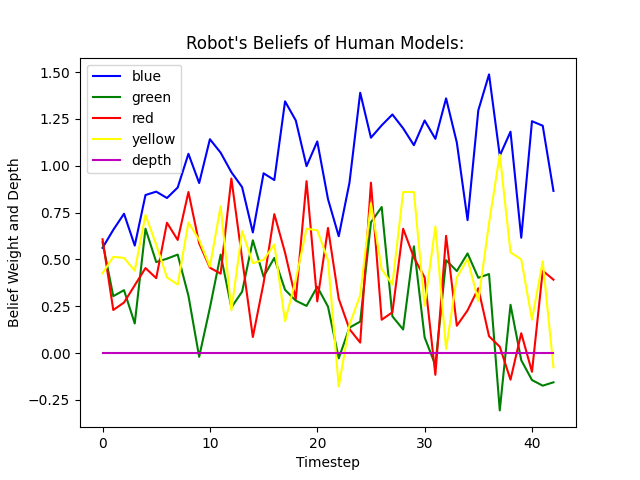 Robot's Beliefs of Human Models:
1.50
1.25
1.00
0.75
0.50
0.25
0.00
−0.25
Belief Weight and Depth
blue
green
red
yellow
depth
0 10 20 30 40
Timestep